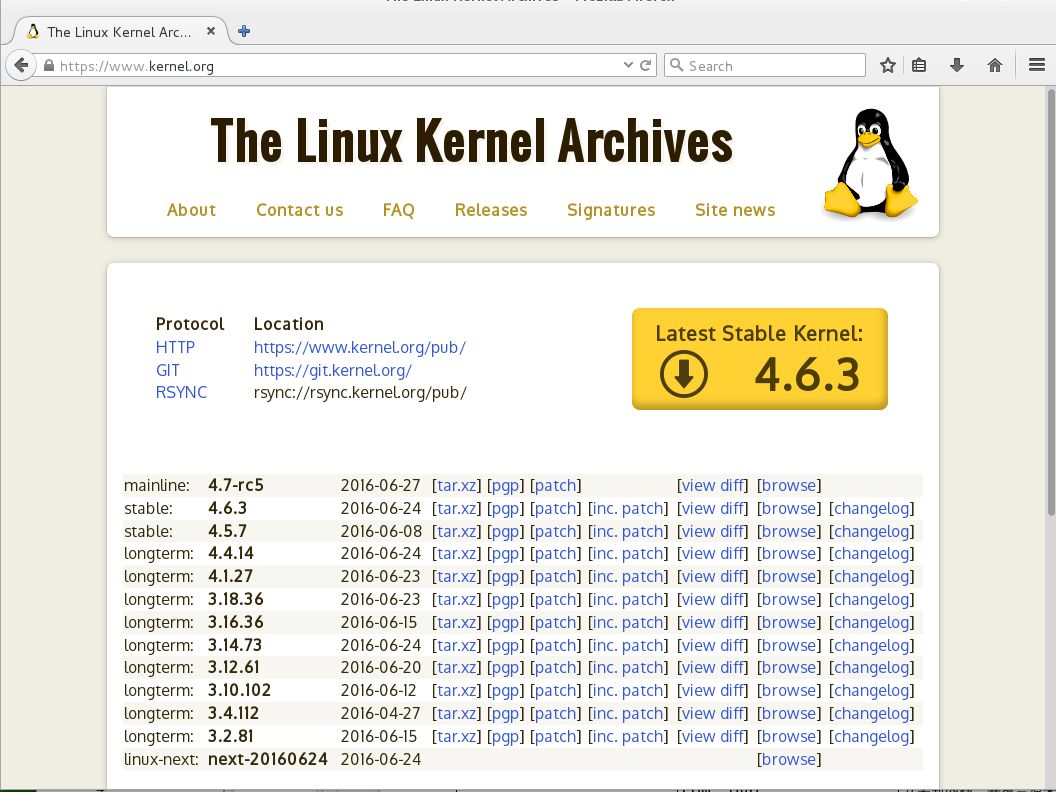 The Linux Kernel Arc...
https://www.kernel.org
Search
The Linux Kernel Archives
About Contact us FAQ Releases Signatures Site news
Protocol Location
HTTP https://www.kernel.org/pub/
GIT https://git.kernel.org/
RSYNC rsync://rsync.kernel.org/pub/
Latest Stable Kernel:
4.6.3
mainline: 4.7-rc5 2016-06-27 [tar.xz] [pgp] [patch] [view diff] [browse]
stable: 4.6.3 2016-06-24 [tar.xz] [pgp] [patch] [inc. patch] [view diff] [browse] [changelog]
stable: 4.5.7 2016-06-08 [tar.xz] [pgp] [patch] [inc. patch] [view diff] [browse] [changelog]
longterm: 4.4.14 2016-06-24 [tar.xz] [pgp] [patch] [inc. patch] [view diff] [browse] [changelog]
longterm: 4.1.27 2016-06-23 [tar.xz] [pgp] [patch] [inc. patch] [view diff] [browse] [changelog]
longterm: 3.18.36 2016-06-23 [tar.xz] [pgp] [patch] [inc. patch] [view diff] [browse] [changelog]
longterm: 3.16.36 2016-06-15 [tar.xz] [pgp] [patch] [inc. patch] [view diff] [browse] [changelog]
longterm: 3.14.73 2016-06-24 [tar.xz] [pgp] [patch] [inc. patch] [view diff] [browse] [changelog]
longterm: 3.12.61 2016-06-20 [tar.xz] [pgp] [patch] [inc. patch] [view diff] [browse] [changelog]
longterm: 3.10.102 2016-06-12 [tar.xz] [pgp] [patch] [inc. patch] [view diff] [browse] [changelog]
longterm: 3.4.112 2016-04-27 [tar.xz] [pgp] [patch] [inc. patch] [view diff] [browse] [changelog]
longterm: 3.2.81 2016-06-15 [tar.xz] [pgp] [patch] [inc. patch] [view diff] [browse] [changelog]
linux-next: next-20160624 2016-06-24 [browse]